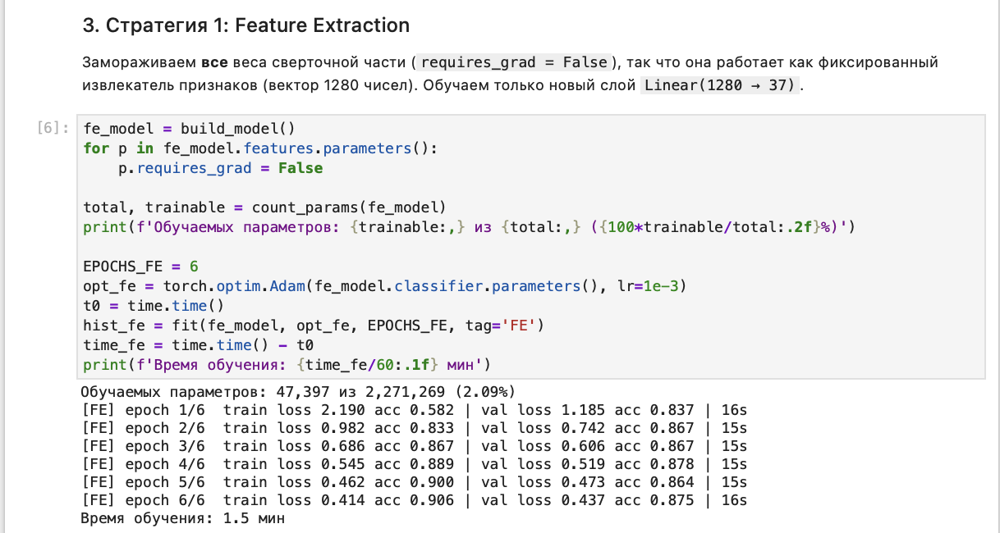 3. Стратегия 1: Feature Extraction
Замораживаем все веса сверточной части ( requires_grad = False ), так что она работает как фиксированный
извлекатель признаков (вектор 1280 чисел). Обучаем только новый слой Linear(1280 → 37) .
[6]: fe_model = build_model()
for p in fe_model.features.parameters():
    p.requires_grad = False
total, trainable = count_params(fe_model)
print(f'Обучаемых параметров: {trainable:,} из {total:,} ({100*trainable/total:.2f}%)')
EPOCHS_FE = 6
opt_fe = torch.optim.Adam(fe_model.classifier.parameters(), lr=1e-3)
t0 = time.time()
hist_fe = fit(fe_model, opt_fe, EPOCHS_FE, tag='FE')
time_fe = time.time() - t0
print(f'Время обучения: {time_fe/60:.1f} мин')
Обучаемых параметров: 47,397 из 2,271,269 (2.09%)
[FE] epoch 1/6  train loss 2.190 acc 0.582 | val loss 1.185 acc 0.837 | 16s
[FE] epoch 2/6  train loss 0.982 acc 0.833 | val loss 0.742 acc 0.867 | 15s
[FE] epoch 3/6  train loss 0.686 acc 0.867 | val loss 0.606 acc 0.867 | 15s
[FE] epoch 4/6  train loss 0.545 acc 0.889 | val loss 0.519 acc 0.878 | 15s
[FE] epoch 5/6  train loss 0.462 acc 0.900 | val loss 0.473 acc 0.864 | 15s
[FE] epoch 6/6  train loss 0.414 acc 0.906 | val loss 0.437 acc 0.875 | 16s
Время обучения: 1.5 мин